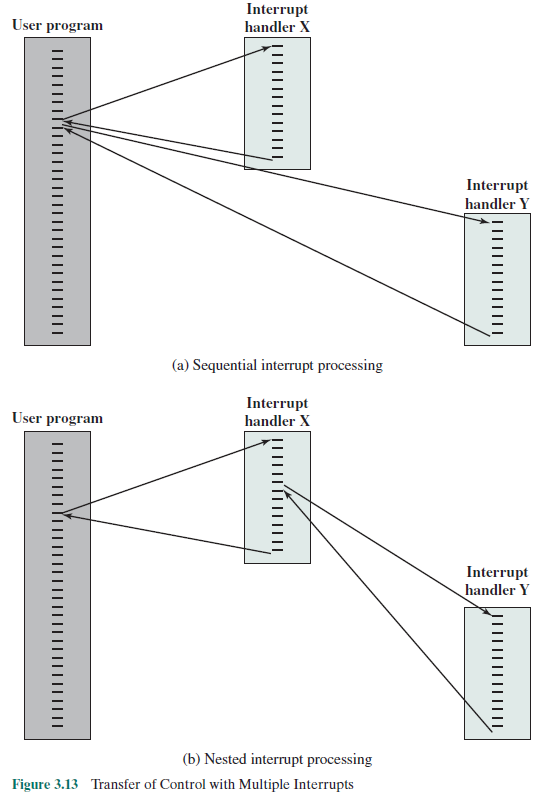 User program
Interrupt
handler X
Interrupt
handler Y
(a) Sequential interrupt processing
User program
Interrupt
handler X
Interrupt
handler Y
(b) Nested interrupt processing
Figure 3.13 Transfer of Control with Multiple Interrupts